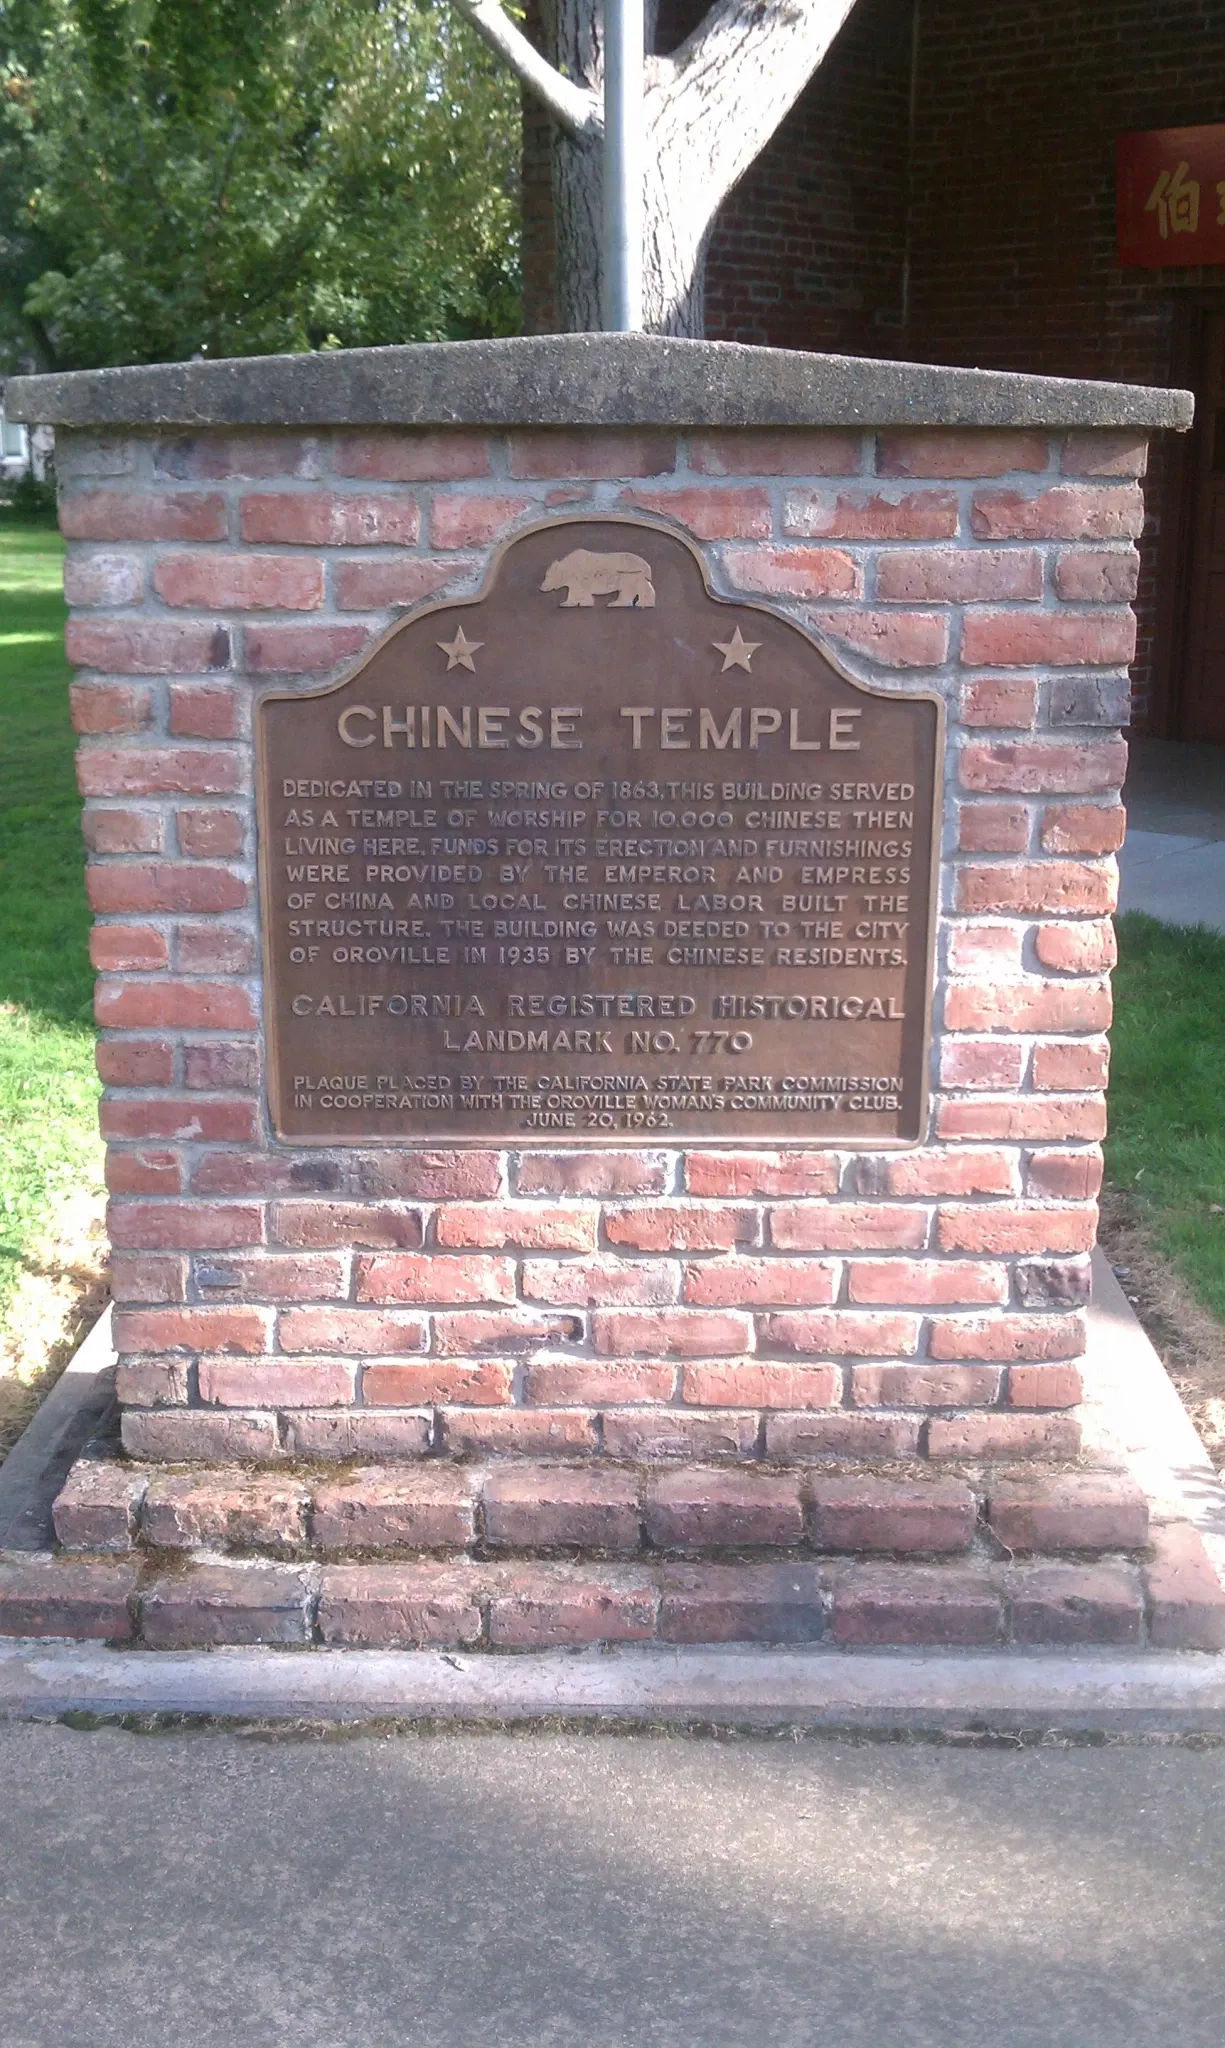 伯
CHINESE TEMPLE
DEDICATED IN THE SPRING OF 1863, THIS BUILDING SERVED
AS A TEMPLE OF WORSHIP FOR 10,000 CHINESE THEN
LIVING HERE. FUNDS FOR ITS ERECTION AND FURNISHINGS
WERE PROVIDED BY THE EMPEROR AND EMPRESS
OF CHINA AND LOCAL CHINESE LABOR BUILT THE
STRUCTURE. THE BUILDING WAS DEEDED TO THE CITY
OF OROVILLE IN 1935 BY THE CHINESE RESIDENTS.
CALIFORNIA REGISTERED HISTORICAL
LANDMARK NO. 770
PLAQUE PLACED BY THE CALIFORNIA STATE PARK COMMISSION
IN COOPERATION WITH THE OROVILLE WOMAN'S COMMUNITY CLUB.
JUNE 20, 1962.